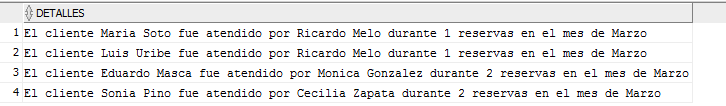 DETALLES
1 El cliente Maria Soto fue atendido por Ricardo Melo durante 1 reservas en el mes de Marzo
2 El cliente Luis Uribe fue atendido por Ricardo Melo durante 1 reservas en el mes de Marzo
3 El cliente Eduardo Masca fue atendido por Monica Gonzalez durante 2 reservas en el mes de Marzo
4 El cliente Sonia Pino fue atendido por Cecilia Zapata durante 2 reservas en el mes de Marzo